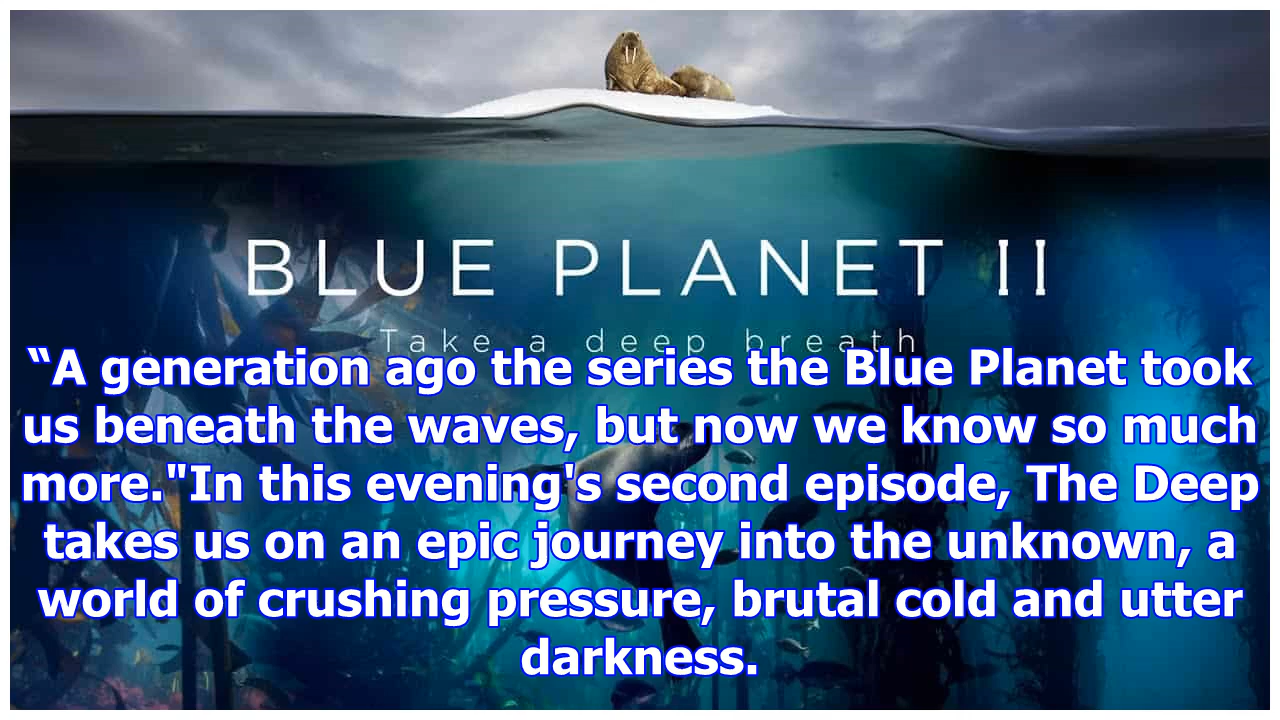 BLUE PLANET II
Take a deep breath
“A generation ago the series the Blue Planet took
us beneath the waves, but now we know so much
more."In this evening's second episode, The Deep
takes us on an epic journey into the unknown, a
world of crushing pressure, brutal cold and utter
darkness.